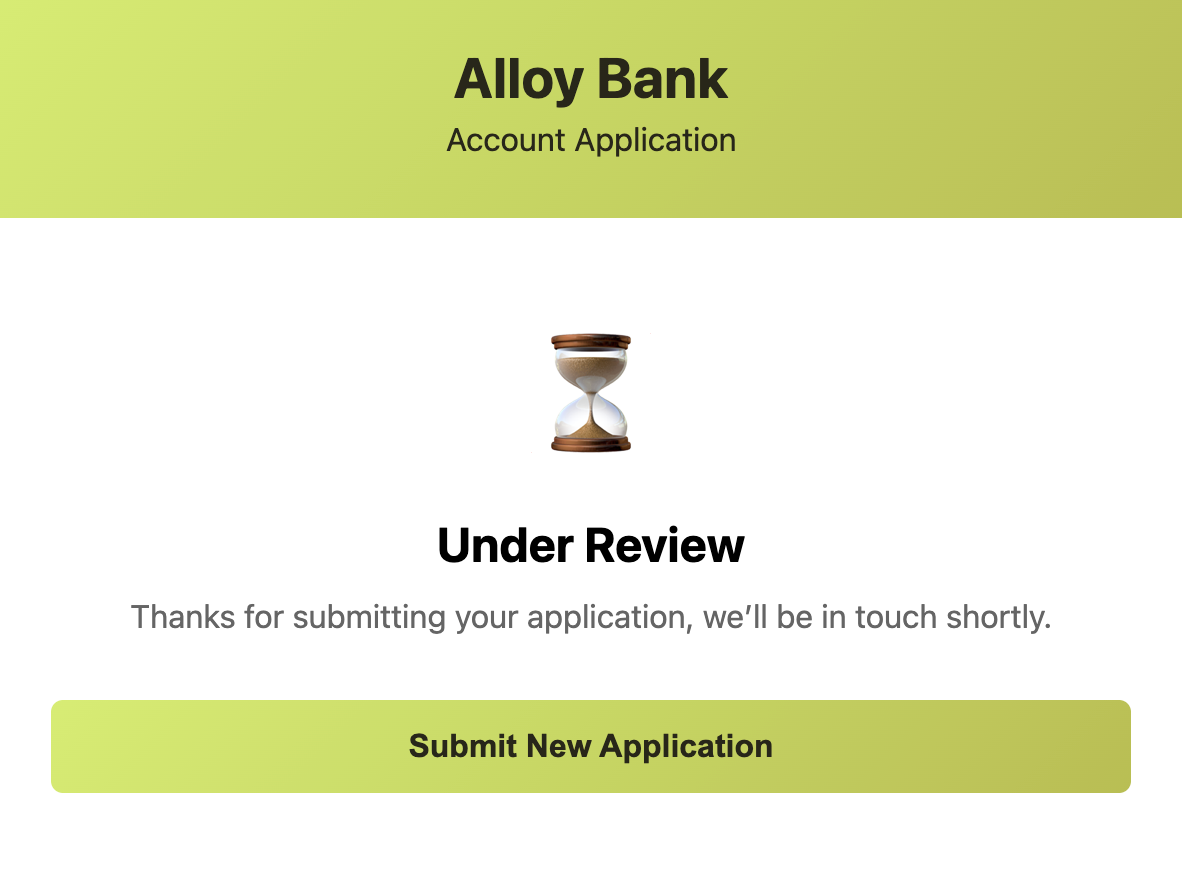 Alloy Bank
Account Application
Under Review
Thanks for submitting your application, we’ll be in touch shortly.
Submit New Application